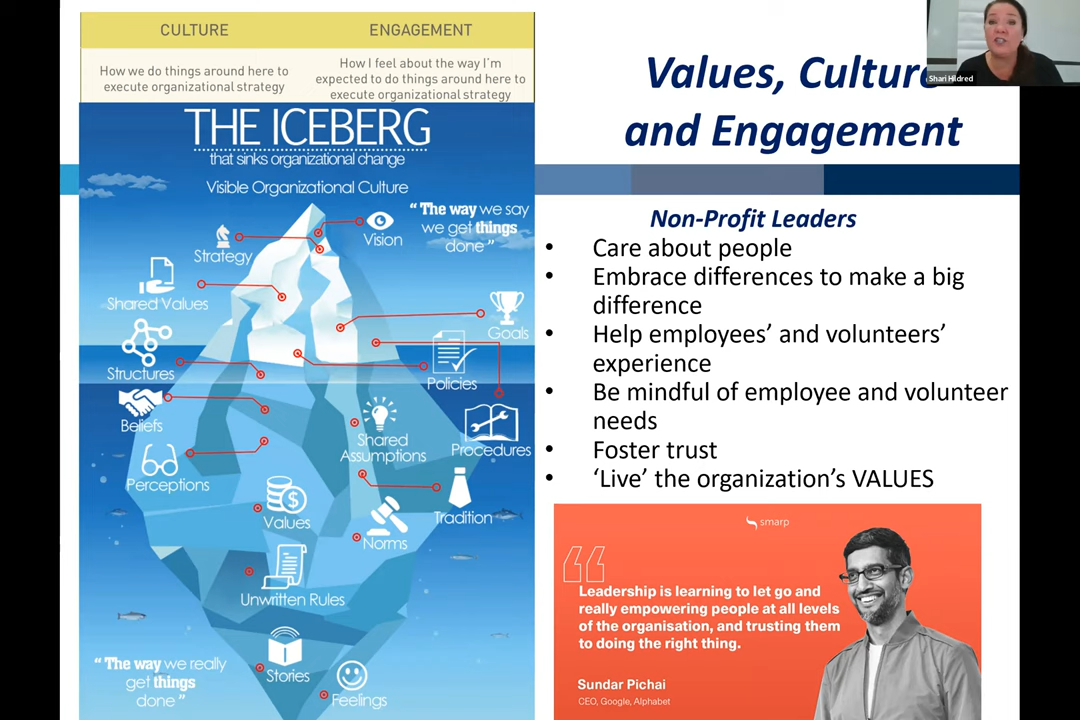 CULTURE
ENGAGEMENT
How we do things around here to
execute organizational strategy
How I feel about the way I'm
expected to do things around here to
execute organizational strategy
THE ICEBERG
that sinks organizational change
Visible Organizational Culture
"The way we say
we get things
done"
Vision
Strategy
Shared Values
Goals
Structures
Policies
Beliefs
Shared
Assumptions
Procedures
Perceptions
Values
Tradition
Norms
Unwritten Rules
"The way we really
get things
done"
Stories
Feelings
Values, Culture
and Engagement
Shari Hildred
Non-Profit Leaders
• Care about people
• Embrace differences to make a big
difference
• Help employees' and volunteers'
experience
• Be mindful of employee and volunteer
needs
• Foster trust
• 'Live' the organization's VALUES
smarp
Leadership is learning to let go and
really empowering people at all levels
of the organisation, and trusting them
to doing the right thing.
Sundar Pichai
CEO, Google, Alphabet